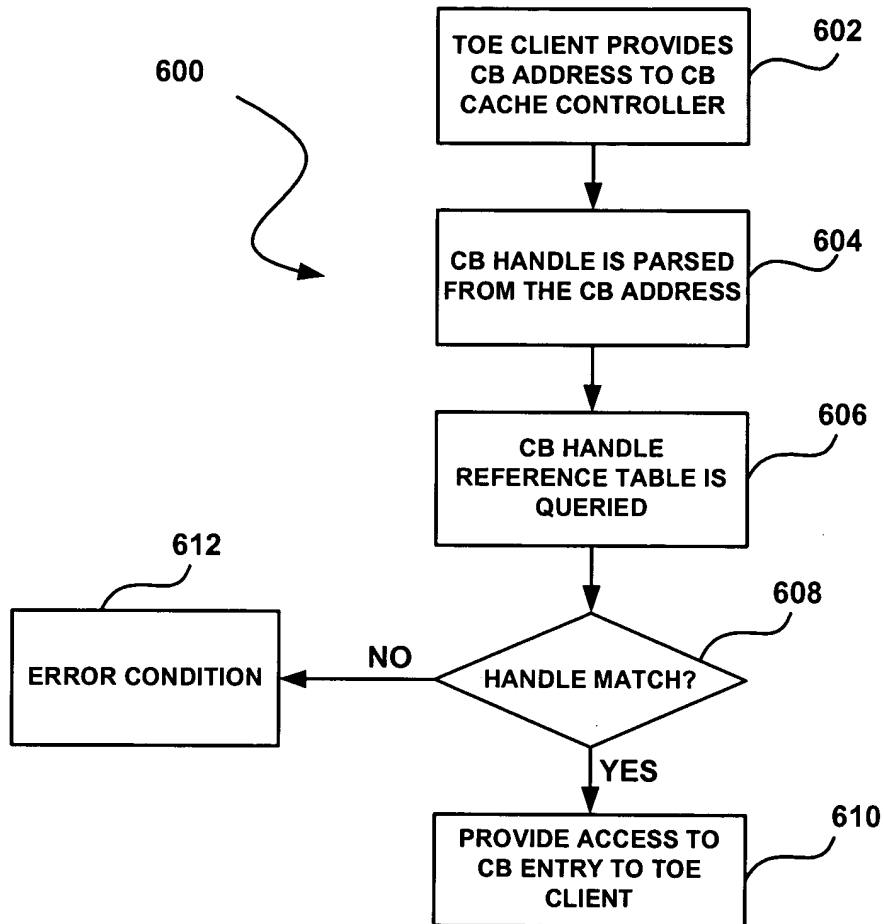 600
TOE CLIENT PROVIDES
CB ADDRESS TO CB
CACHE CONTROLLER
602
CB HANDLE IS PARSED
FROM THE CB ADDRESS
604
CB HANDLE
REFERENCE TABLE IS
QUERIED
606
HANDLE MATCH?
608
NO
612
ERROR CONDITION
YES
PROVIDE ACCESS TO
CB ENTRY TO TOE
CLIENT
610